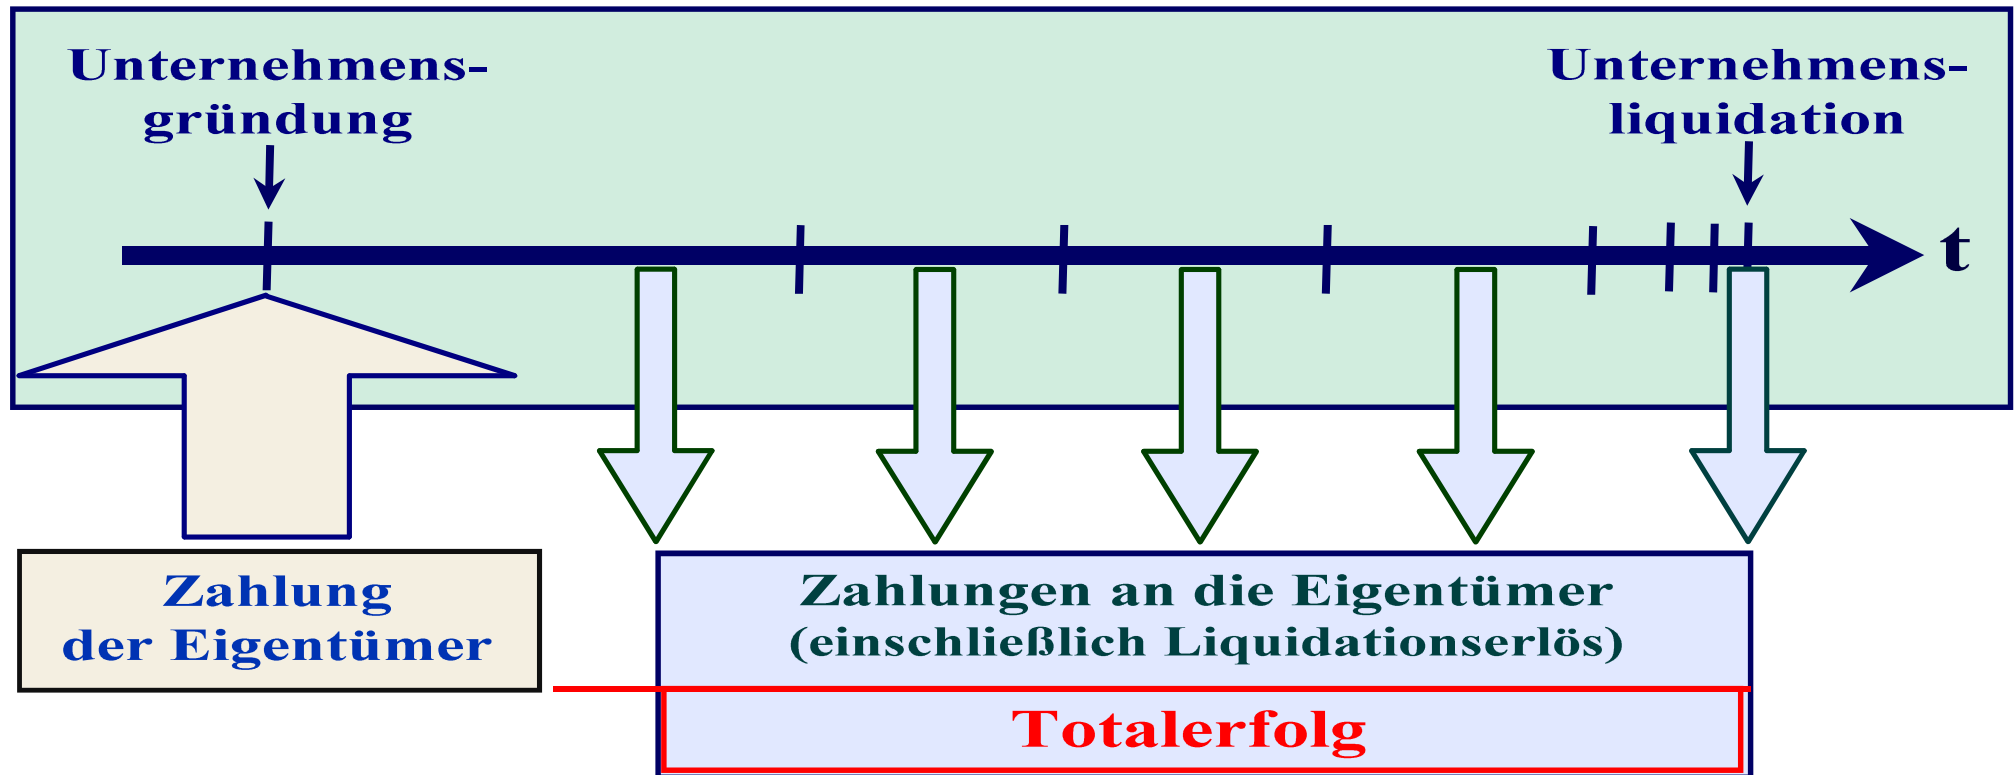 Unternehmens-
gründung
Unternehmens-
liquidation
t
Zahlung
der Eigentümer
Zahlungen an die Eigentümer
(einschließlich Liquidationserlös)
Totalerfolg